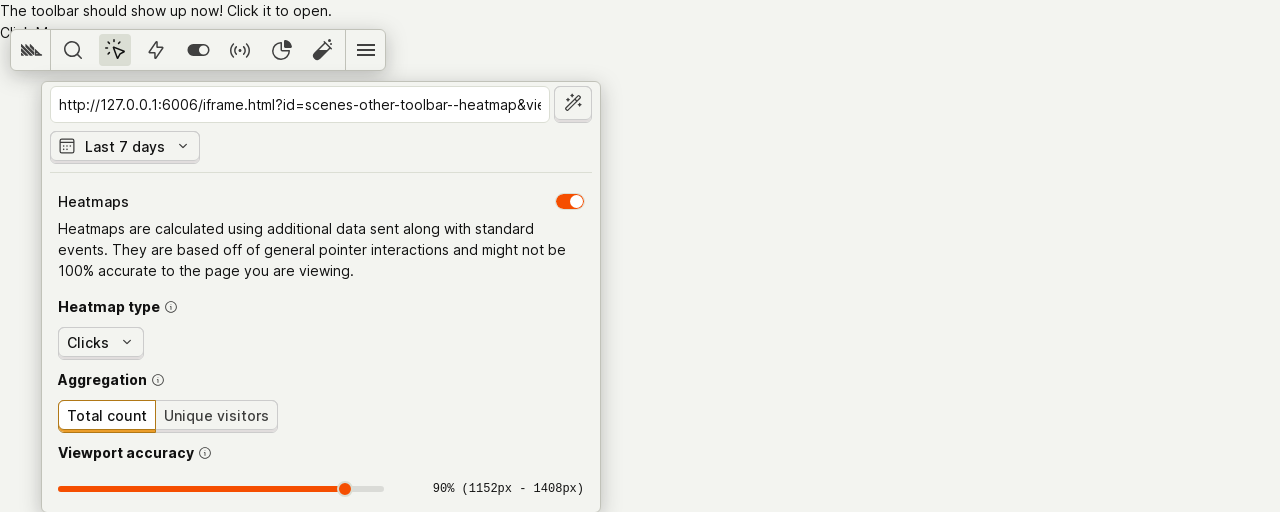 The toolbar should show up now! Click it to open.
http://127.0.0.1:6006/iframe.html?id=scenes-other-toolbar--heatmap&vie
Last 7 days
Heatmaps
Heatmaps are calculated using additional data sent along with standard
events. They are based off of general pointer interactions and might not be
100% accurate to the page you are viewing.
Heatmap type
Clicks
Aggregation
Total count Unique visitors
Viewport accuracy
90% (1152px - 1408px)